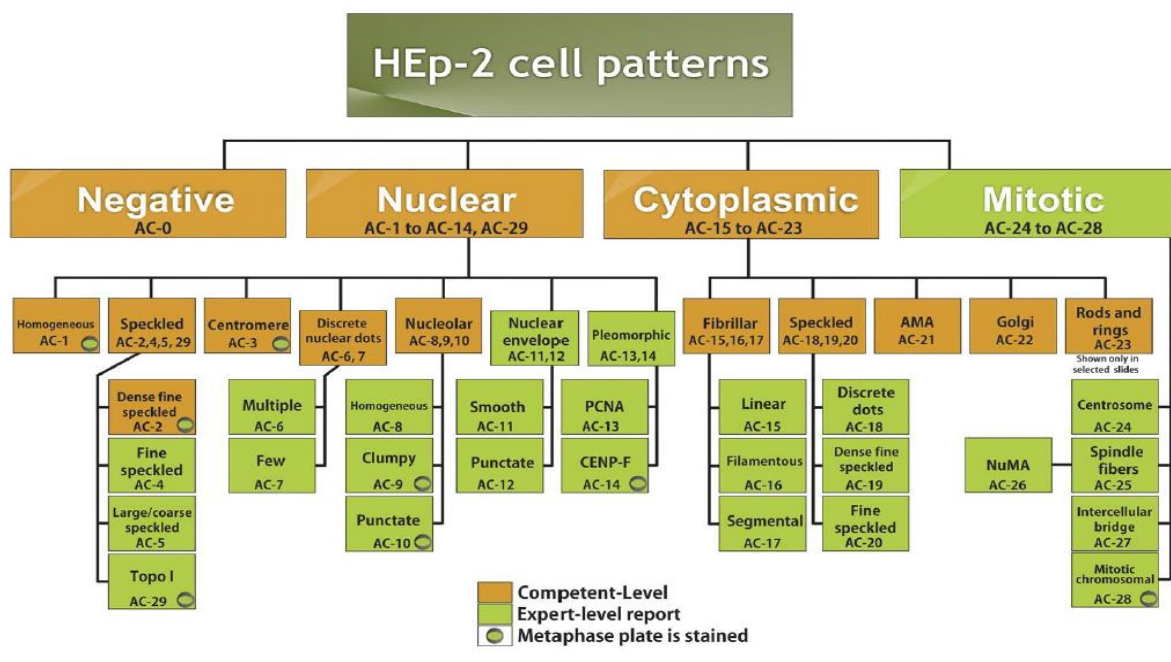 HEp-2 cell patterns
Negative
AC-0
Nuclear
AC-1 to AC-14, AC-29
Cytoplasmic
AC-15 to AC-23
Mitotic
AC-24 to AC-28
Homogeneous
AC-1
Speckled
AC-2,4,5, 29
Centromere
AC-3
Discrete
nuclear dots
AC-6, 7
Nucleolar
AC-8,9,10
Nuclear
envelope
AC-11,12
Pleomorphic
AC-13,14
Fibrillar
AC-15,16,17
Speckled
AC-18,19,20
AMA
AC-21
Golgi
AC-22
Rods and
rings
AC-23
Shown only in
selected slides
Dense fine
speckled
AC-2
Fine
speckled
AC-4
Large/coarse
speckled
AC-5
Topo I
AC-29
Multiple
AC-6
Few
AC-7
Homogeneous
AC-8
Clumpy
AC-9
Punctate
AC-10
Smooth
AC-11
Punctate
AC-12
PCNA
AC-13
CENP-F
AC-14
Linear
AC-15
Filamentous
AC-16
Segmental
AC-17
Discrete
dots
AC-18
Dense fine
speckled
AC-19
Fine
speckled
AC-20
Centrosome
AC-24
NuMA
AC-26
Spindle
fibers
AC-25
Intercellular
bridge
AC-27
Mitotic
chromosomal
AC-28
Competent-Level
Expert-level report
Metaphase plate is stained